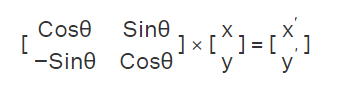 [ Cosθ Sinθ ] × [ x ] = [ x′ ]
−Sinθ Cosθ y y′